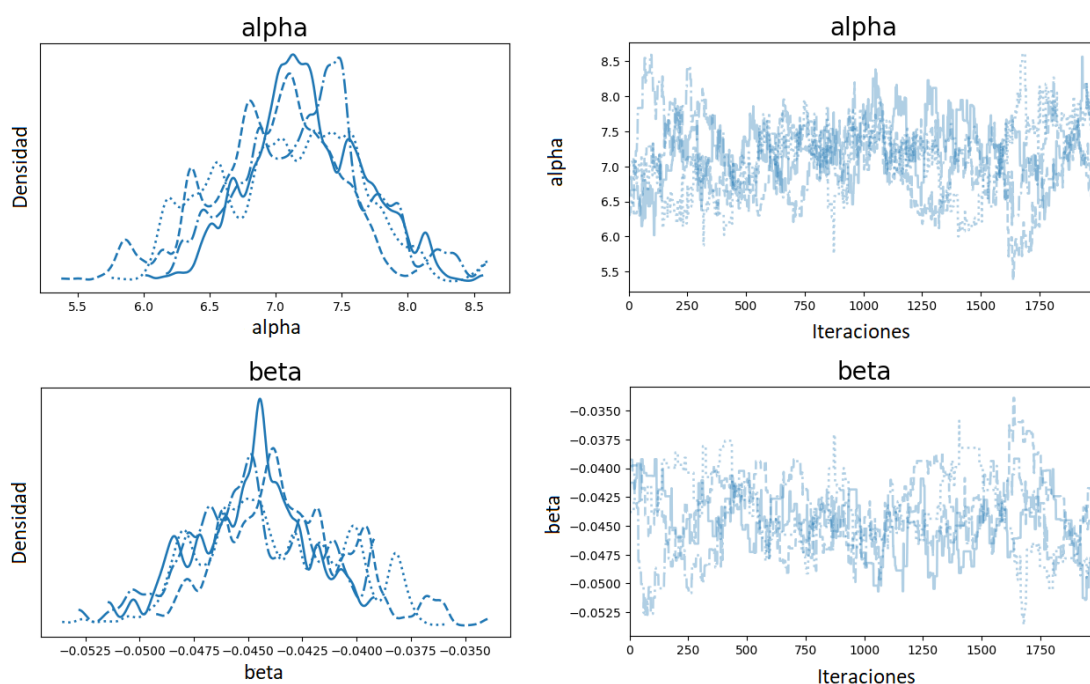 alpha
Densidad
5.5 6.0 6.5 7.0 7.5 8.0 8.5
alpha
alpha
alpha
8.5
8.0
7.5
7.0
6.5
6.0
5.5
0 250 500 750 1000 1250 1500 1750
Iteraciones
beta
Densidad
−0.0525 −0.0500 −0.0475 −0.0450 −0.0425 −0.0400 −0.0375 −0.0350
beta
beta
beta
−0.0350
−0.0375
−0.0400
−0.0425
−0.0450
−0.0475
−0.0500
−0.0525
0 250 500 750 1000 1250 1500 1750
Iteraciones